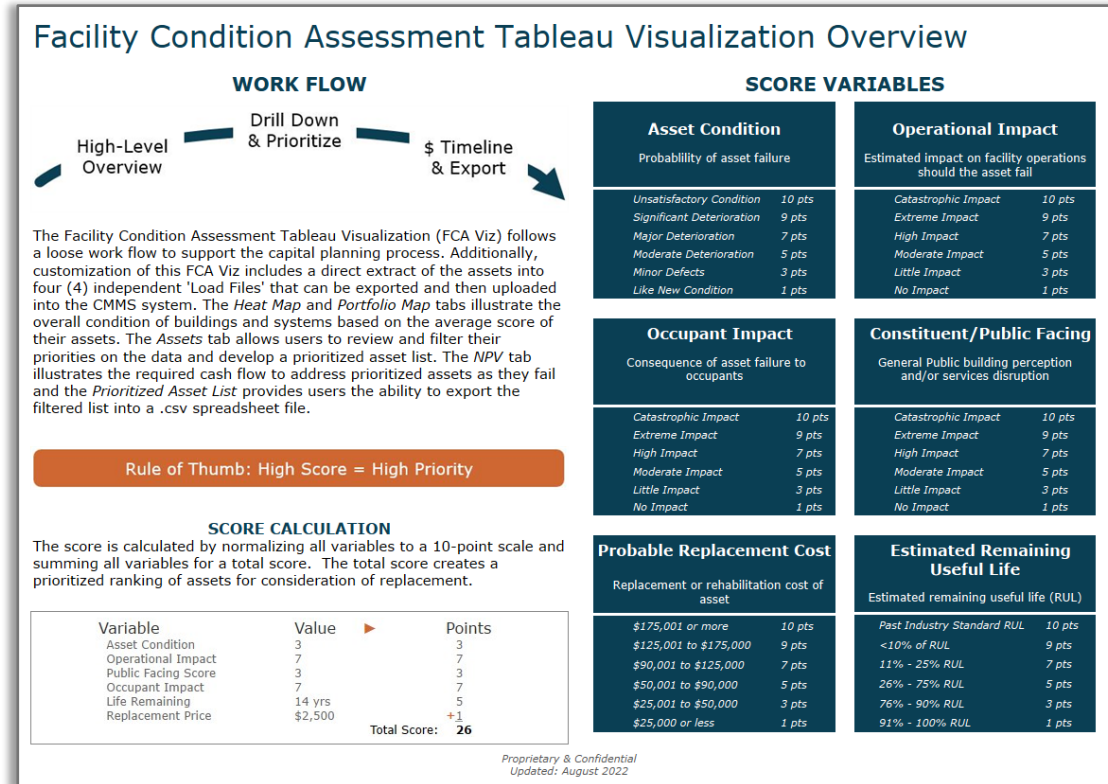 Facility Condition Assessment Tableau Visualization Overview
WORK FLOW
High-Level
Overview
Drill Down
& Prioritize
$ Timeline
& Export
The Facility Condition Assessment Tableau Visualization (FCA Viz) follows
a loose work flow to support the capital planning process. Additionally,
customization of this FCA Viz includes a direct extract of the assets into
four (4) independent 'Load Files' that can be exported and then uploaded
into the CMMS system. The Heat Map and Portfolio Map tabs illustrate the
overall condition of buildings and systems based on the average score of
their assets. The Assets tab allows users to review and filter their
priorities on the data and develop a prioritized asset list. The NPV tab
illustrates the required cash flow to address prioritized assets as they fail
and the Prioritized Asset List provides users the ability to export the
filtered list into a .csv spreadsheet file.
Rule of Thumb: High Score = High Priority
SCORE CALCULATION
The score is calculated by normalizing all variables to a 10-point scale and
summing all variables for a total score. The total score creates a
prioritized ranking of assets for consideration of replacement.
Variable Value ► Points
Asset Condition 3 3
Operational Impact 7 7
Public Facing Score 3 3
Occupant Impact 7 7
Life Remaining 14 yrs 5
Replacement Price $2,500 +1
Total Score: 26
SCORE VARIABLES
Asset Condition
Probablility of asset failure
Unsatisfactory Condition 10 pts
Significant Deterioration 9 pts
Major Deterioration 7 pts
Moderate Deterioration 5 pts
Minor Defects 3 pts
Like New Condition 1 pts
Operational Impact
Estimated impact on facility operations
should the asset fail
Catastrophic Impact 10 pts
Extreme Impact 9 pts
High Impact 7 pts
Moderate Impact 5 pts
Little Impact 3 pts
No Impact 1 pts
Occupant Impact
Consequence of asset failure to
occupants
Catastrophic Impact 10 pts
Extreme Impact 9 pts
High Impact 7 pts
Moderate Impact 5 pts
Little Impact 3 pts
No Impact 1 pts
Constituent/Public Facing
General Public building perception
and/or services disruption
Catastrophic Impact 10 pts
Extreme Impact 9 pts
High Impact 7 pts
Moderate Impact 5 pts
Little Impact 3 pts
No Impact 1 pts
Probable Replacement Cost
Replacement or rehabilitation cost of
asset
$175,001 or more 10 pts
$125,001 to $175,000 9 pts
$90,001 to $125,000 7 pts
$50,001 to $90,000 5 pts
$25,001 to $50,000 3 pts
$25,000 or less 1 pts
Estimated Remaining
Useful Life
Estimated remaining useful life (RUL)
Past Industry Standard RUL 10 pts
<10% of RUL 9 pts
11% - 25% RUL 7 pts
26% - 75% RUL 5 pts
76% - 90% RUL 3 pts
91% - 100% RUL 1 pts
Proprietary & Confidential
Updated: August 2022